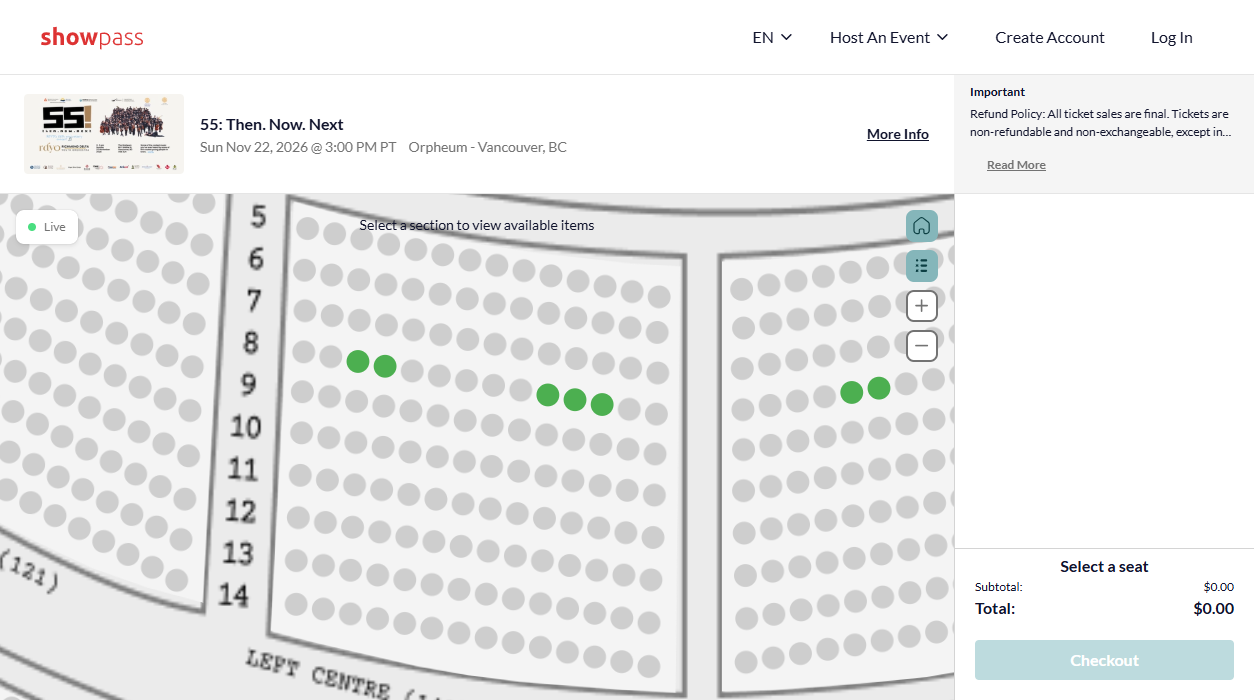 showpass
EN
Host An Event
Create Account
Log In
55!
55: Then. Now. Next
Sun Nov 22, 2026 @ 3:00 PM PT Orpheum - Vancouver, BC
More Info
Important
Refund Policy: All ticket sales are final. Tickets are
non-refundable and non-exchangeable, except in...
Read More
Live
Select a section to view available items
5
6
7
8
9
10
11
12
13
14
(121)
LEFT CENTRE
Select a seat
Subtotal: $0.00
Total: $0.00
Checkout